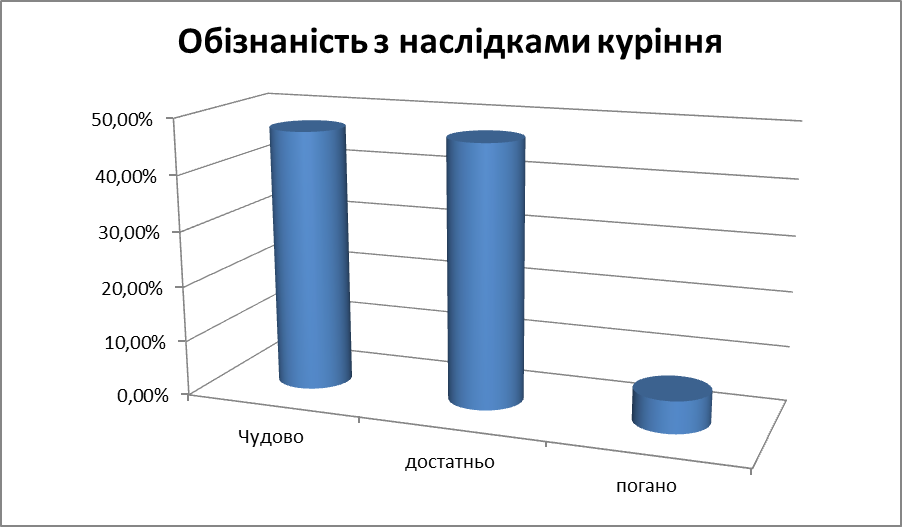 Обізнаність з наслідками куріння
50,00%
40,00%
30,00%
20,00%
10,00%
0,00%
Чудово
достатньо
погано